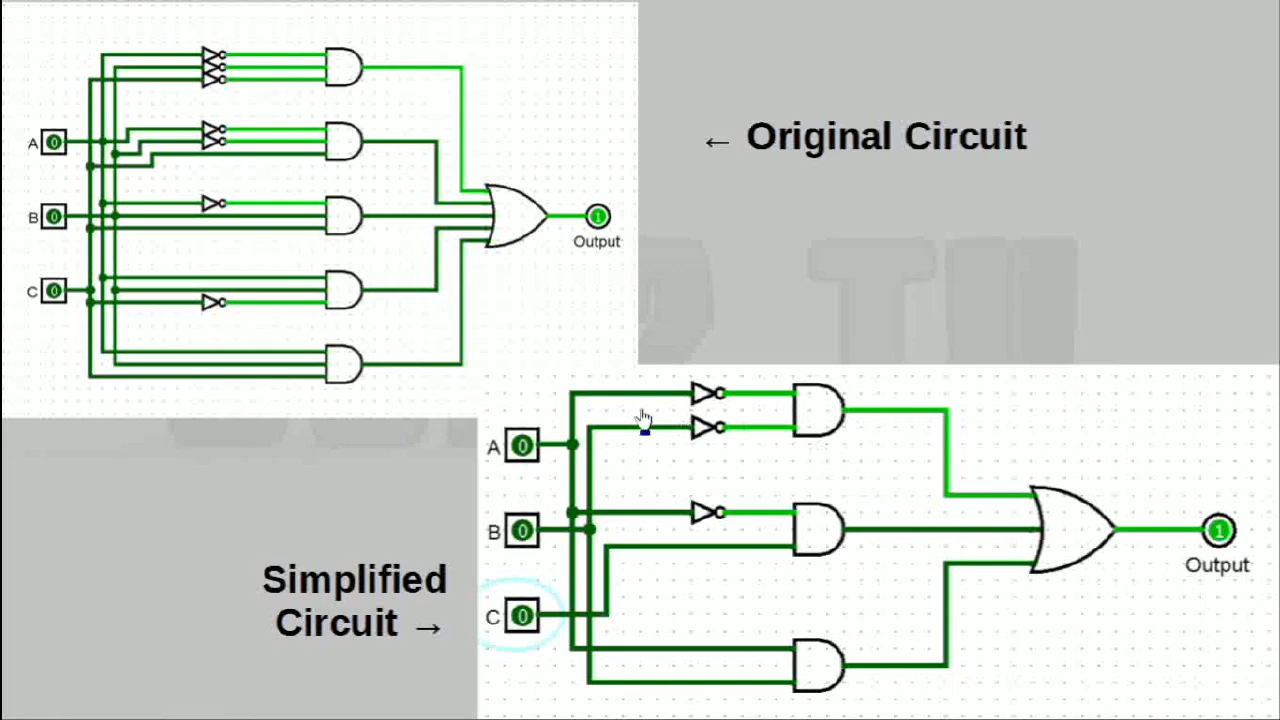 ← Original Circuit
A 0
B 0
C 0
1
Output
Simplified
Circuit →
A 0
B 0
C 0
1
Output